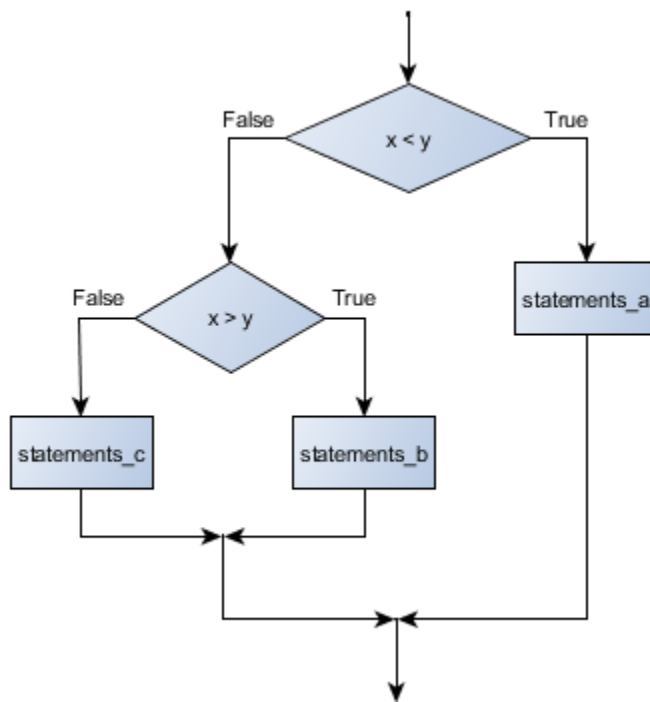 False
True
x < y
False
True
x > y
statements_a
statements_c
statements_b